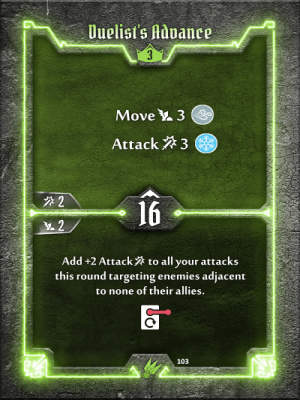 Duelist's Advance
3
Move 3
Attack 3
2
16
2
Add +2 Attack to all your attacks
this round targeting enemies adjacent
to none of their allies.
103